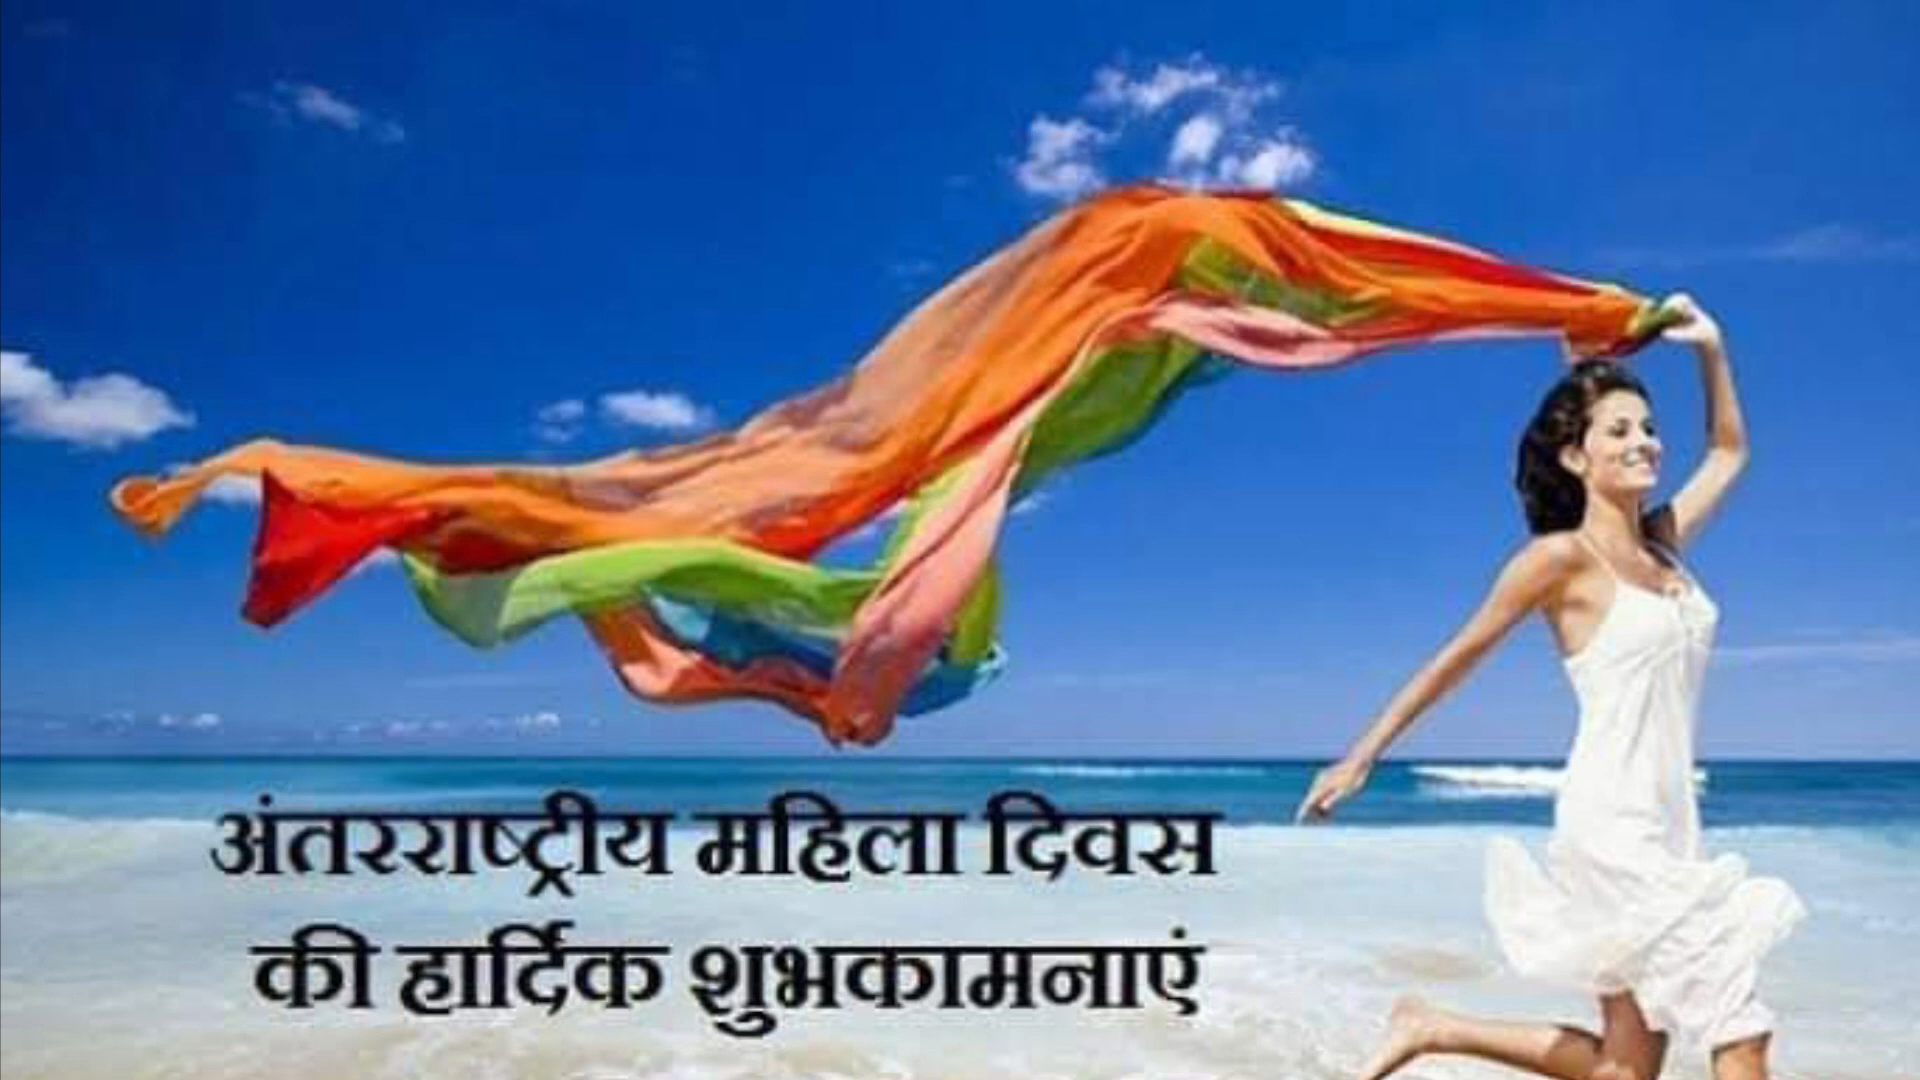 अंतरराष्ट्रीय महिला दिवस
की हार्दिक शुभकामनाएं